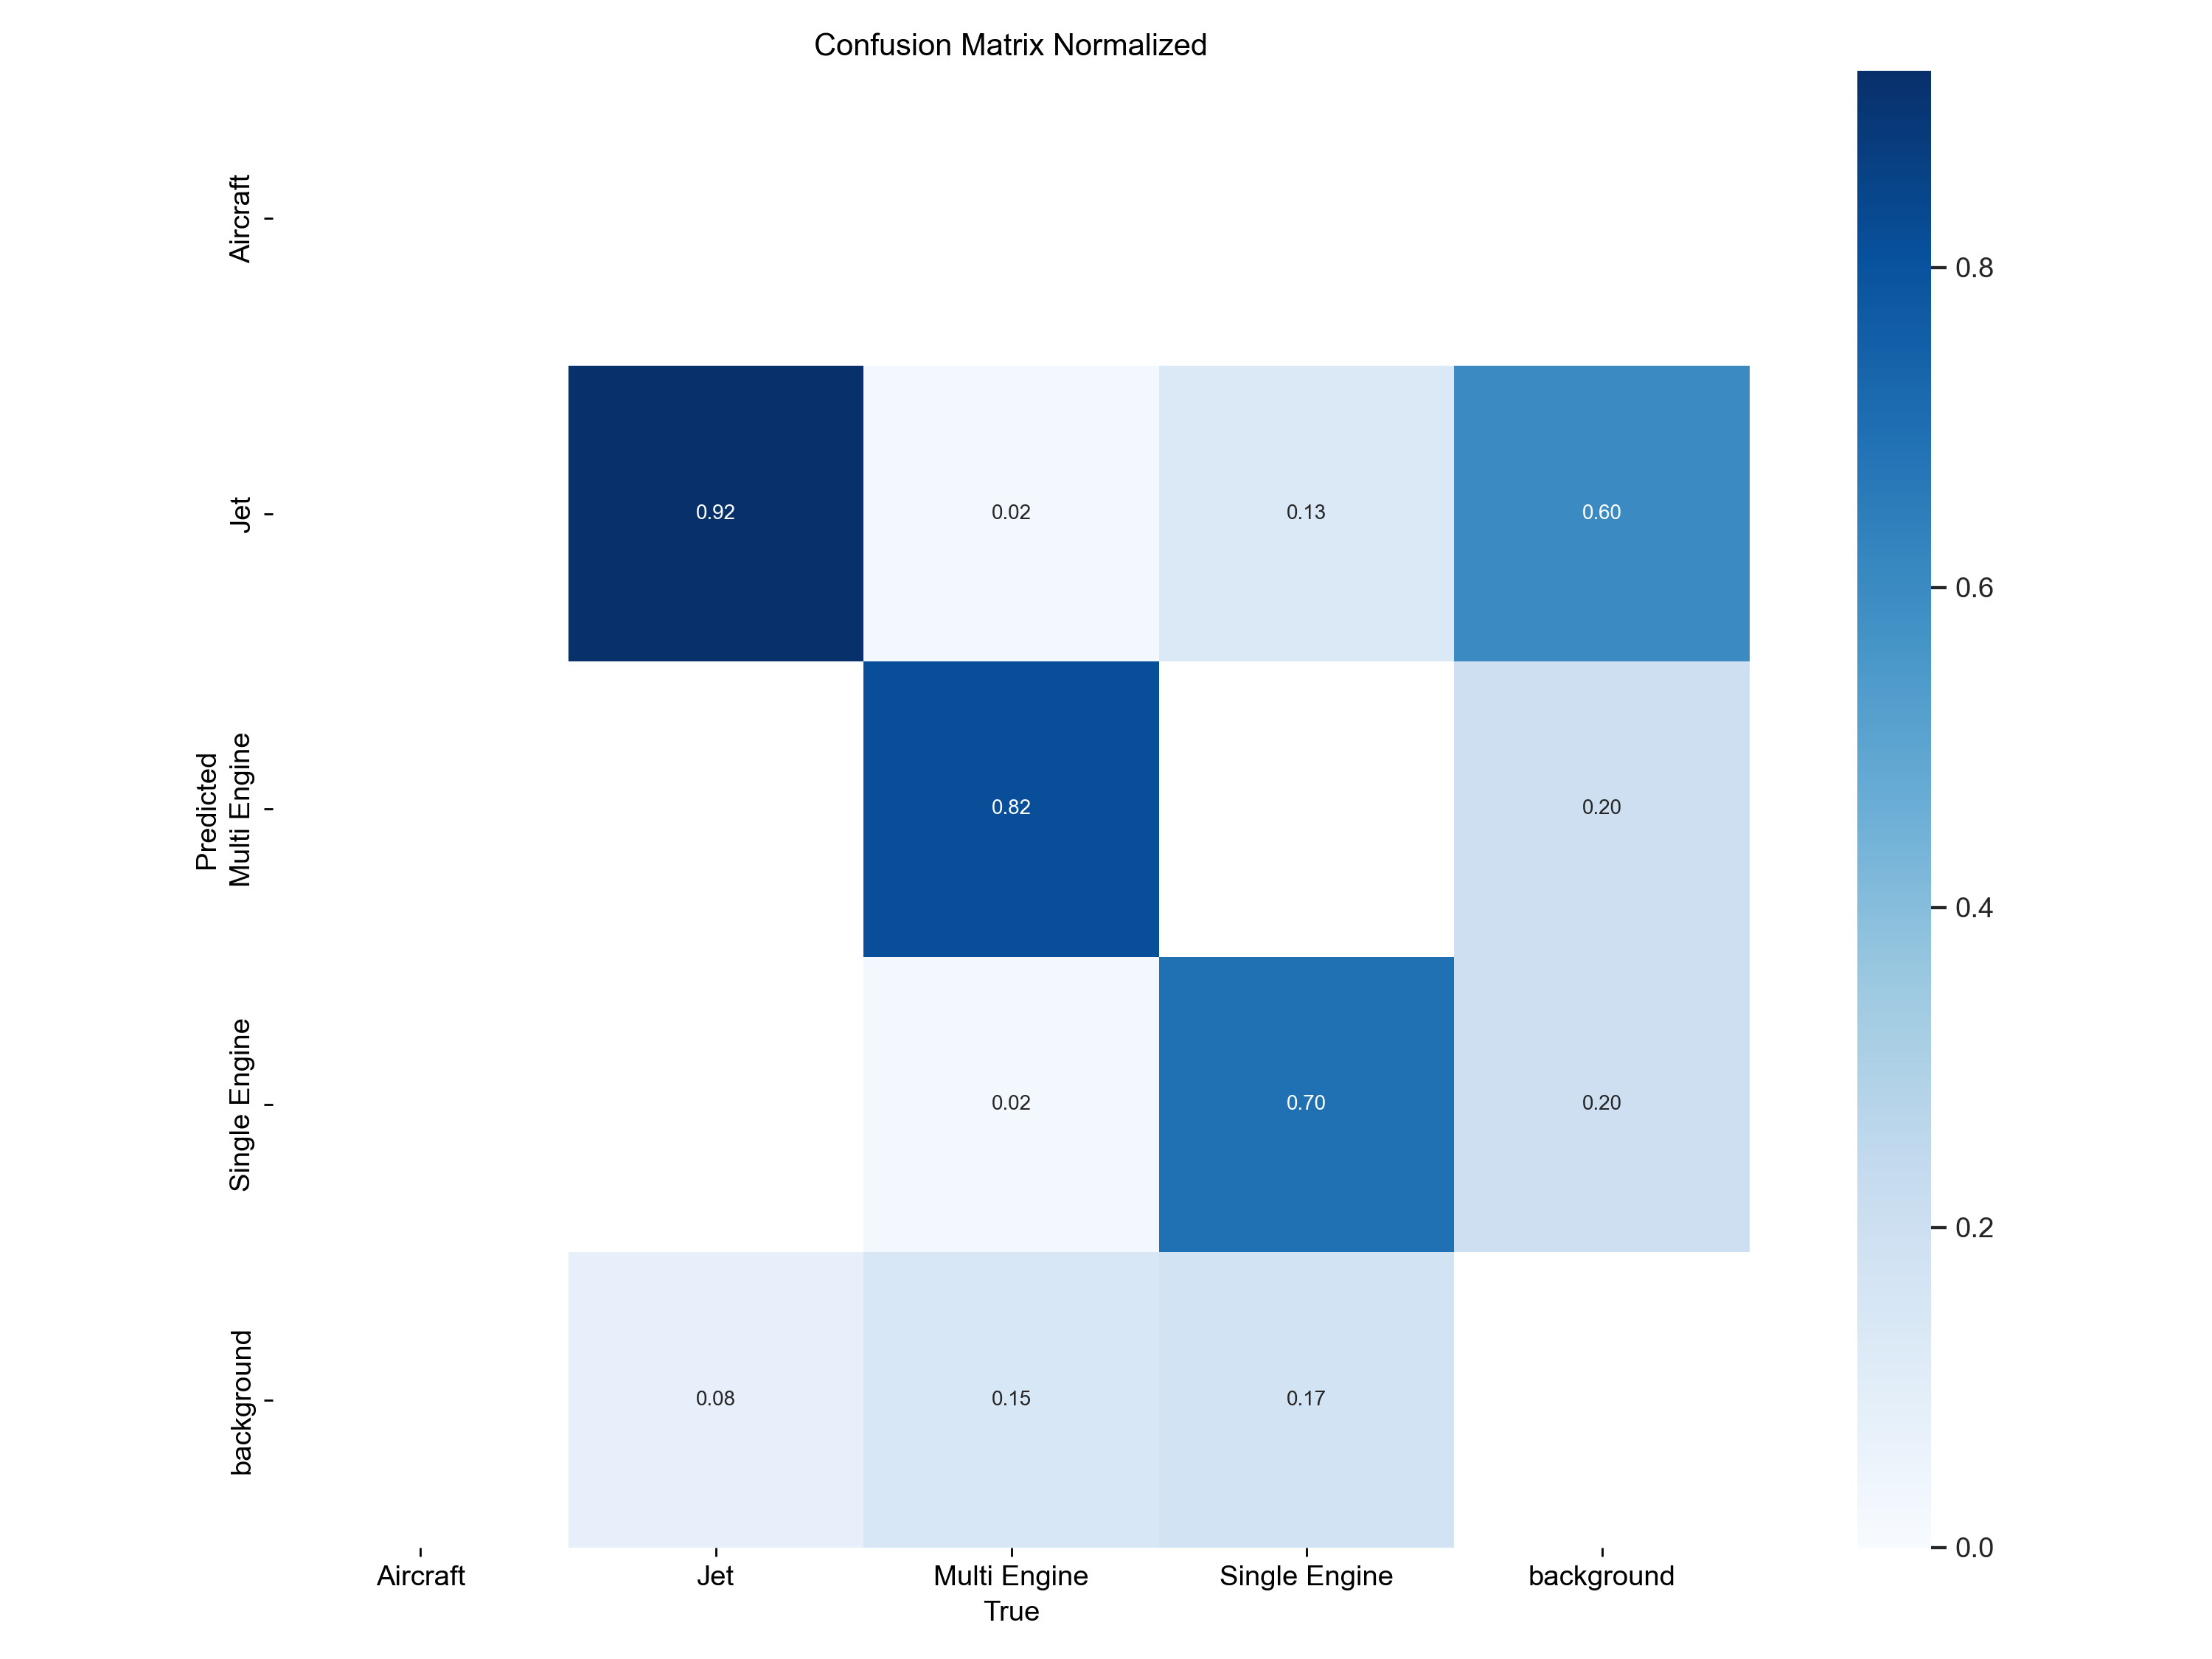 Confusion Matrix Normalized
Predicted
Aircraft
Jet
Multi Engine
Single Engine
background
0.92
0.02
0.13
0.60
0.82
0.20
0.02
0.70
0.20
0.08
0.15
0.17
Aircraft
Jet
Multi Engine
Single Engine
background
True
0.8
0.6
0.4
0.2
0.0